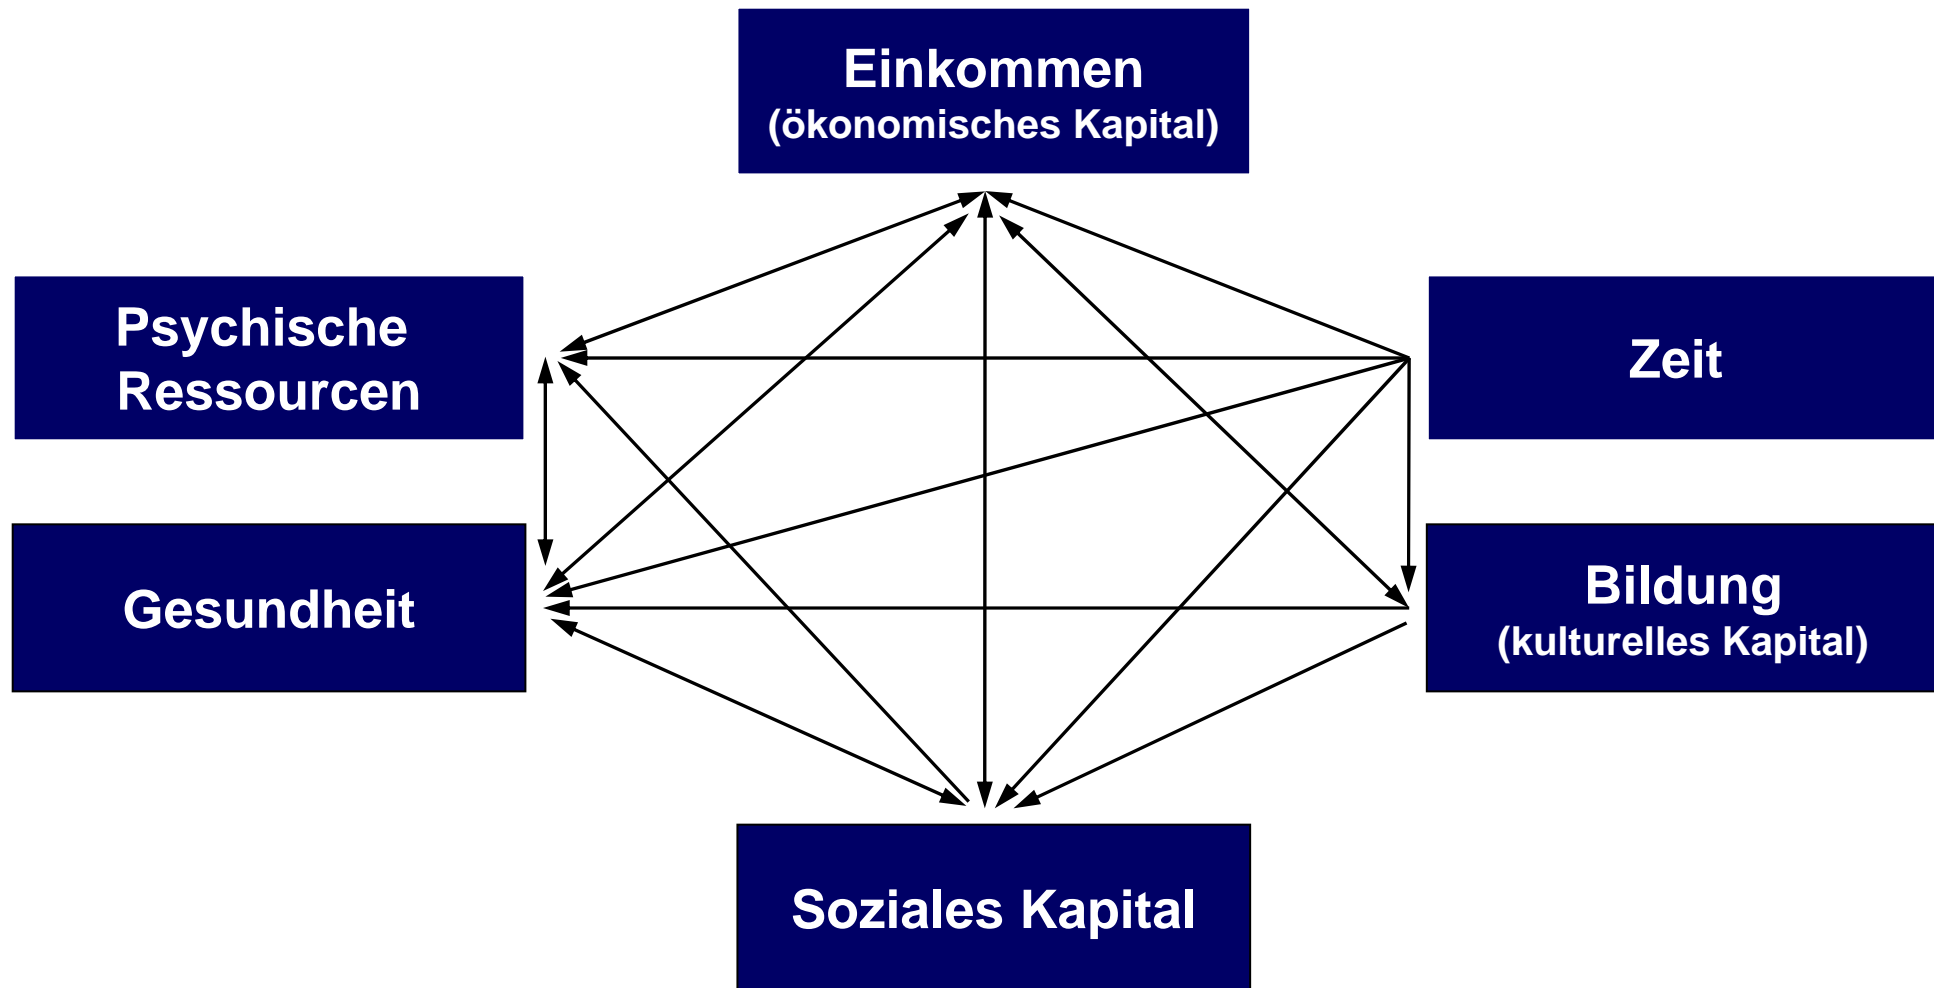 Einkommen
(ökonomisches Kapital)
Psychische
Ressourcen
Zeit
Gesundheit
Bildung
(kulturelles Kapital)
Soziales Kapital